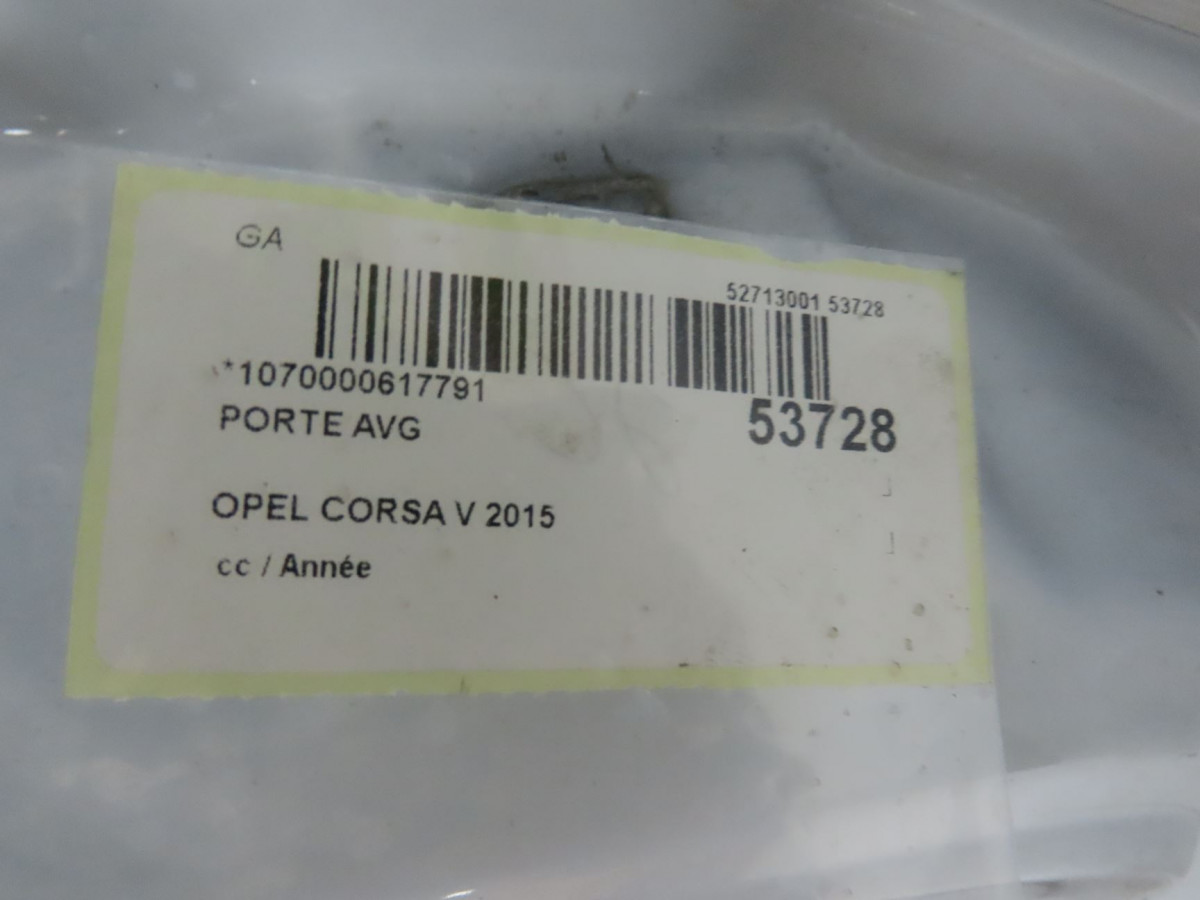 GA
52713001 53728
*1070000617791
PORTE AVG
53728
OPEL CORSA V 2015
cc / Année